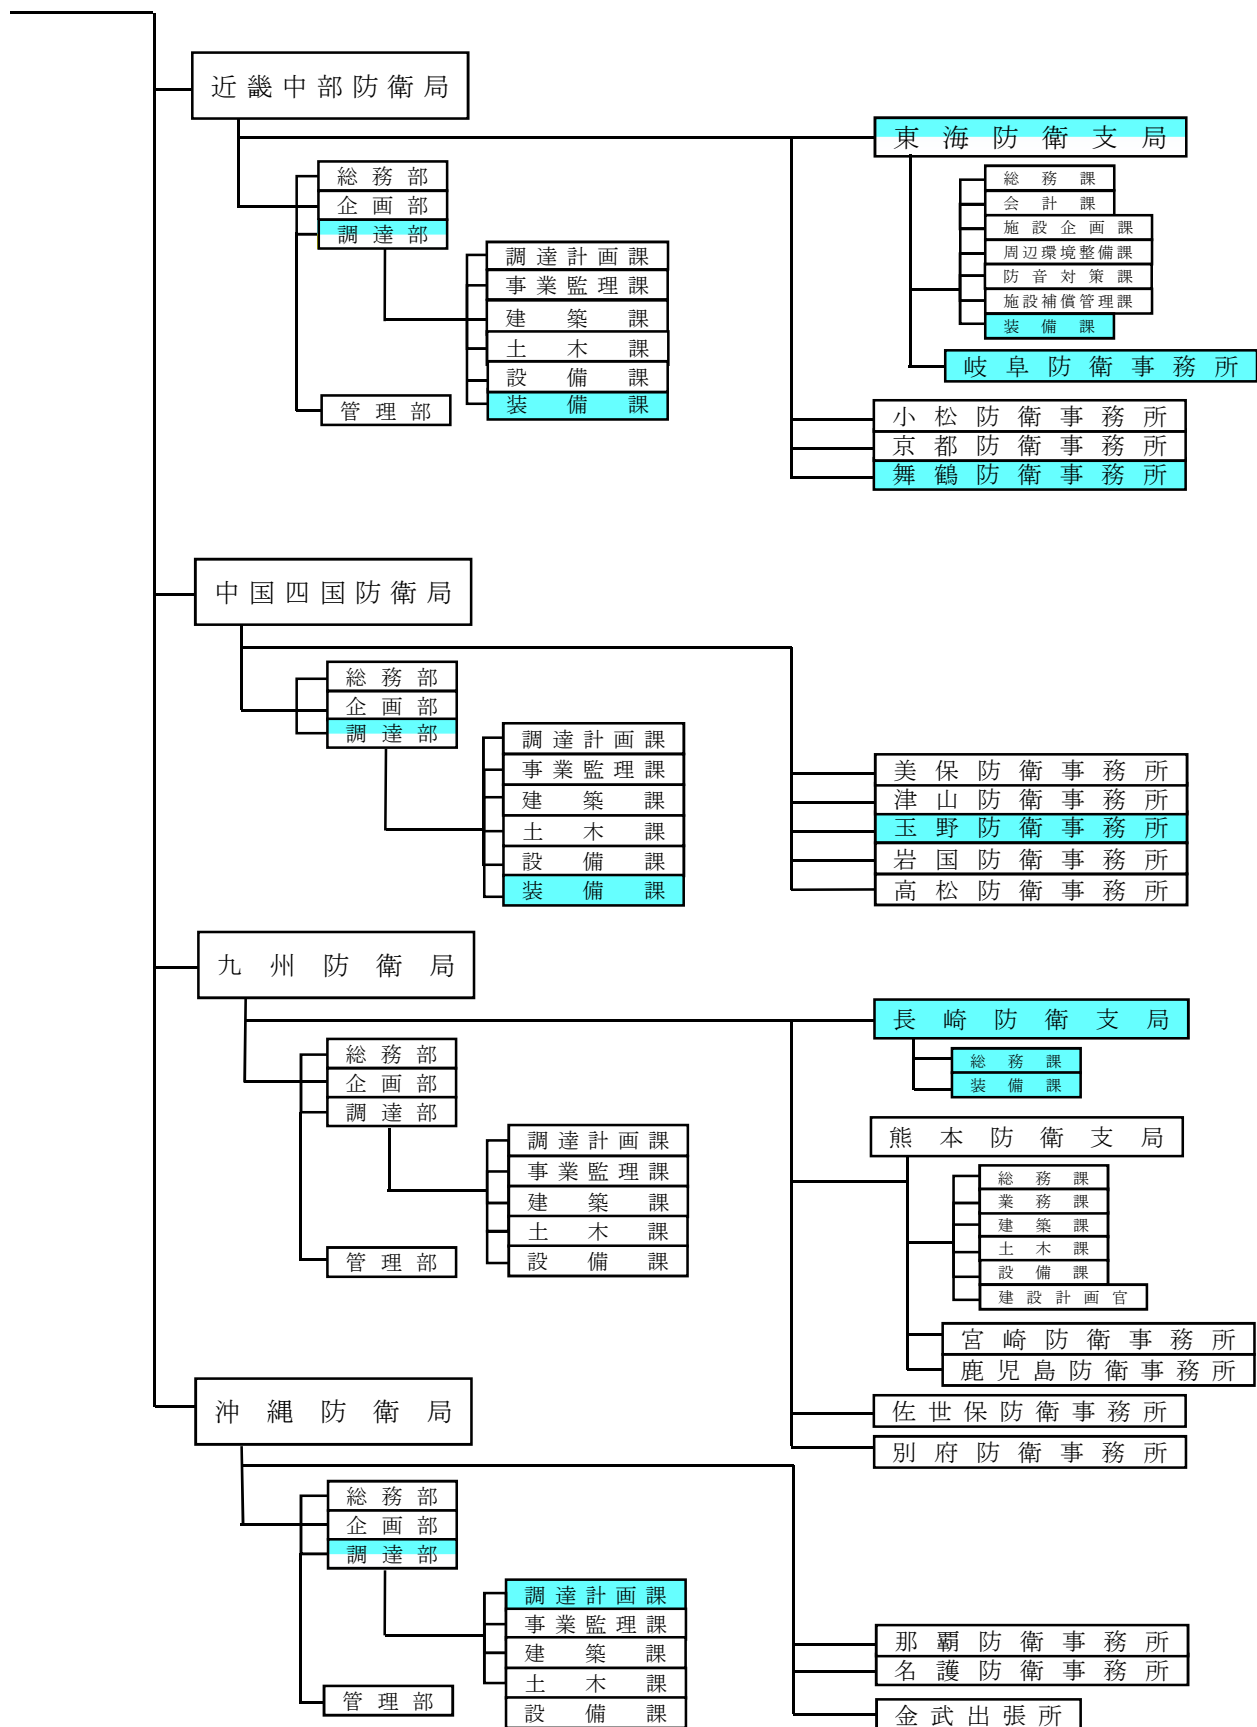 近畿中部防衛局
総務部
企画部
調達部
調達計画課
事業監理課
建築課
土木課
設備課
装備課
管理部
東海防衛支局
総務課
会計課
施設企画課
周辺環境整備課
防音対策課
施設補償管理課
装備課
岐阜防衛事務所
小松防衛事務所
京都防衛事務所
舞鶴防衛事務所
中国四国防衛局
総務部
企画部
調達部
調達計画課
事業監理課
建築課
土木課
設備課
装備課
美保防衛事務所
津山防衛事務所
玉野防衛事務所
岩国防衛事務所
高松防衛事務所
九州防衛局
総務部
企画部
調達部
調達計画課
事業監理課
建築課
土木課
設備課
管理部
長崎防衛支局
総務課
装備課
熊本防衛支局
総務課
業務課
建築課
土木課
設備課
建設計画官
宮崎防衛事務所
鹿児島防衛事務所
佐世保防衛事務所
別府防衛事務所
沖縄防衛局
総務部
企画部
調達部
調達計画課
事業監理課
建築課
土木課
設備課
管理部
那覇防衛事務所
名護防衛事務所
金武出張所